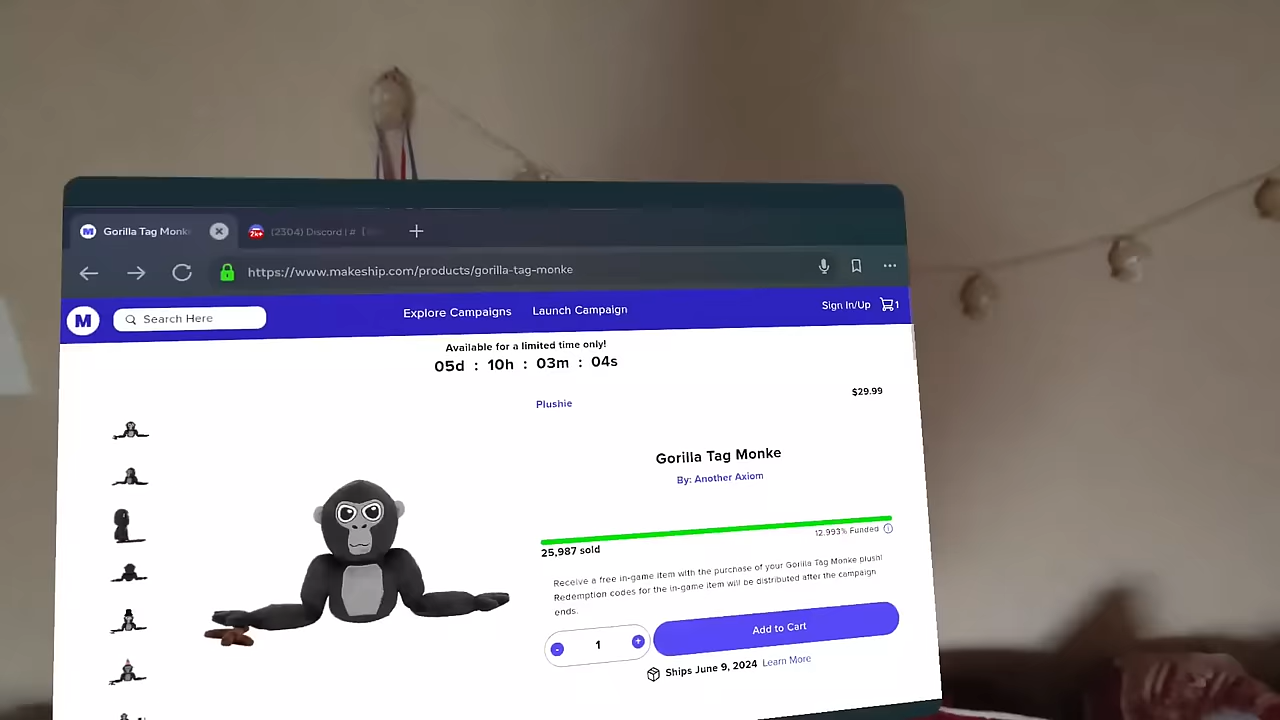 Gorilla Tag Monk
2k+ (2304) Discord | #
https://www.makeship.com/products/gorilla-tag-monke
M
Search Here
Explore Campaigns
Launch Campaign
Sign In/Up
1
Available for a limited time only!
05d : 10h : 03m : 04s
Plushie
$29.99
Gorilla Tag Monke
By: Another Axiom
12,993% Funded
25,987 sold
Receive a free in-game item with the purchase of your Gorilla Tag Monke plush!
Redemption codes for the in-game item will be distributed after the campaign
ends.
- 1 +
Add to Cart
Ships June 9, 2024 Learn More